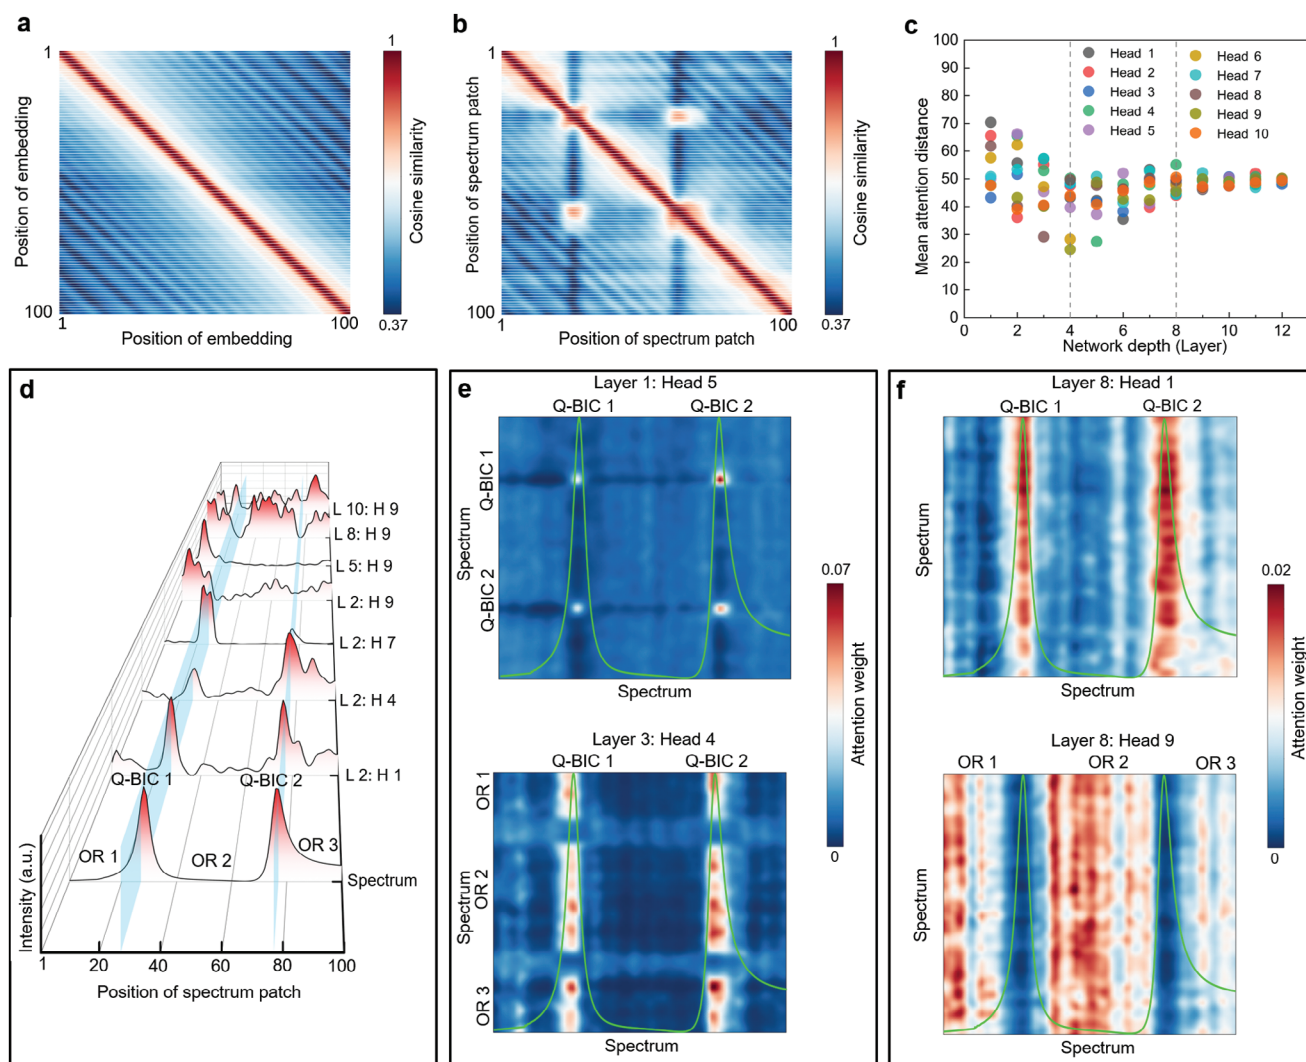 a
1
Position of embedding
100
1
100
Position of embedding
1
Cosine similarity
0.37
b
1
Position of spectrum patch
100
1
100
Position of spectrum patch
1
Cosine similarity
0.37
c
100
90
80
70
60
50
40
30
20
10
0
Mean attention distance
Head 1
Head 2
Head 3
Head 4
Head 5
Head 6
Head 7
Head 8
Head 9
Head 10
0
2
4
6
8
10
12
Network depth (Layer)
d
L 10: H 9
L 8: H 9
L 5: H 9
L 2: H 9
L 2: H 7
L 2: H 4
L 2: H 1
Q-BIC 1
Q-BIC 2
OR 1
OR 2
OR 3
Spectrum
Intensity (a.u.)
1
20
40
60
80
100
Position of spectrum patch
e
Layer 1: Head 5
Q-BIC 1
Q-BIC 2
Q-BIC 1
Spectrum
Q-BIC 2
Spectrum
Layer 3: Head 4
Q-BIC 1
Q-BIC 2
OR 1
Spectrum
OR 2
OR 3
Spectrum
0.07
Attention weight
0
f
Layer 8: Head 1
Q-BIC 1
Q-BIC 2
Spectrum
Spectrum
Layer 8: Head 9
OR 1
OR 2
OR 3
Spectrum
Spectrum
0.02
Attention weight
0